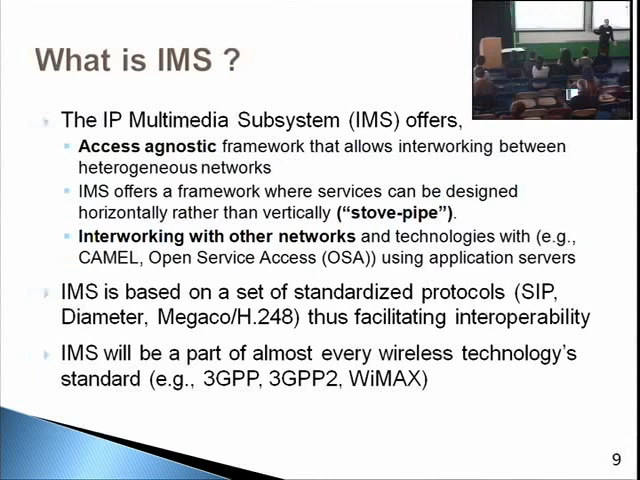 What is IMS ?
The IP Multimedia Subsystem (IMS) offers,
Access agnostic framework that allows interworking between
heterogeneous networks
IMS offers a framework where services can be designed
horizontally rather than vertically (“stove-pipe”).
Interworking with other networks and technologies with (e.g.,
CAMEL, Open Service Access (OSA)) using application servers
IMS is based on a set of standardized protocols (SIP,
Diameter, Megaco/H.248) thus facilitating interoperability
IMS will be a part of almost every wireless technology’s
standard (e.g., 3GPP, 3GPP2, WiMAX)
9